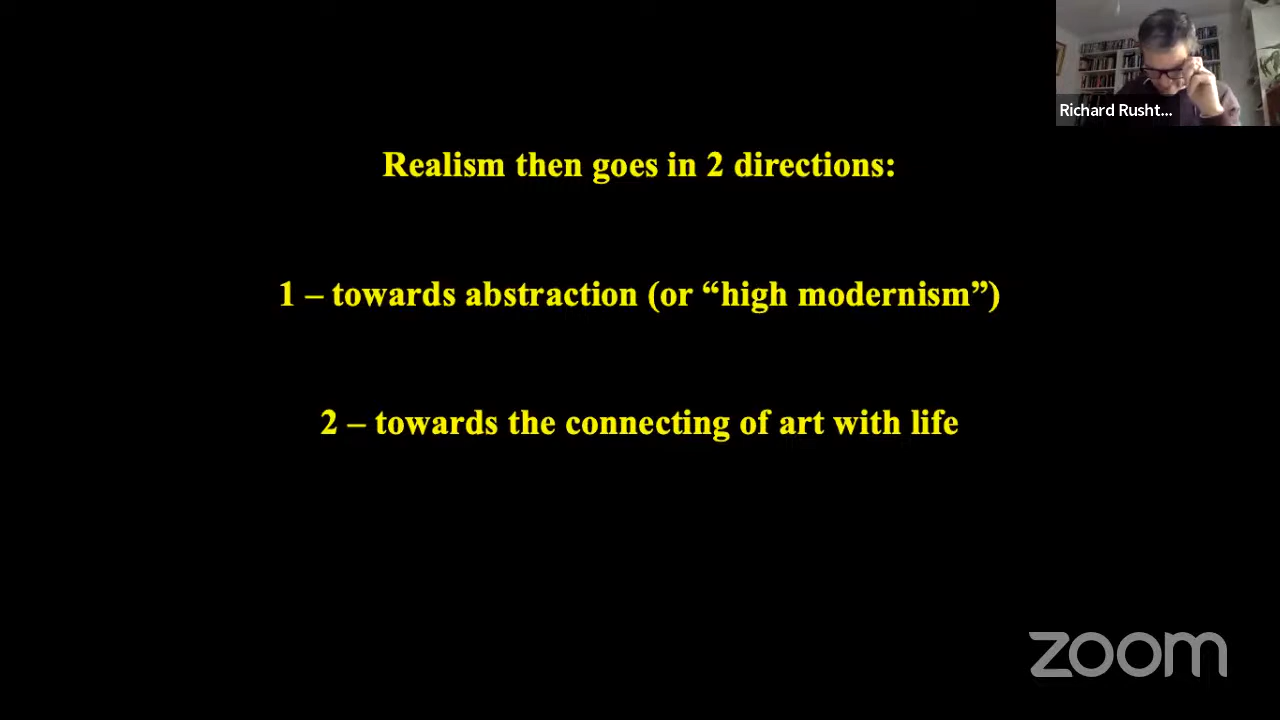 Richard Rusht...
Realism then goes in 2 directions:
1 – towards abstraction (or “high modernism”)
2 – towards the connecting of art with life
zoom